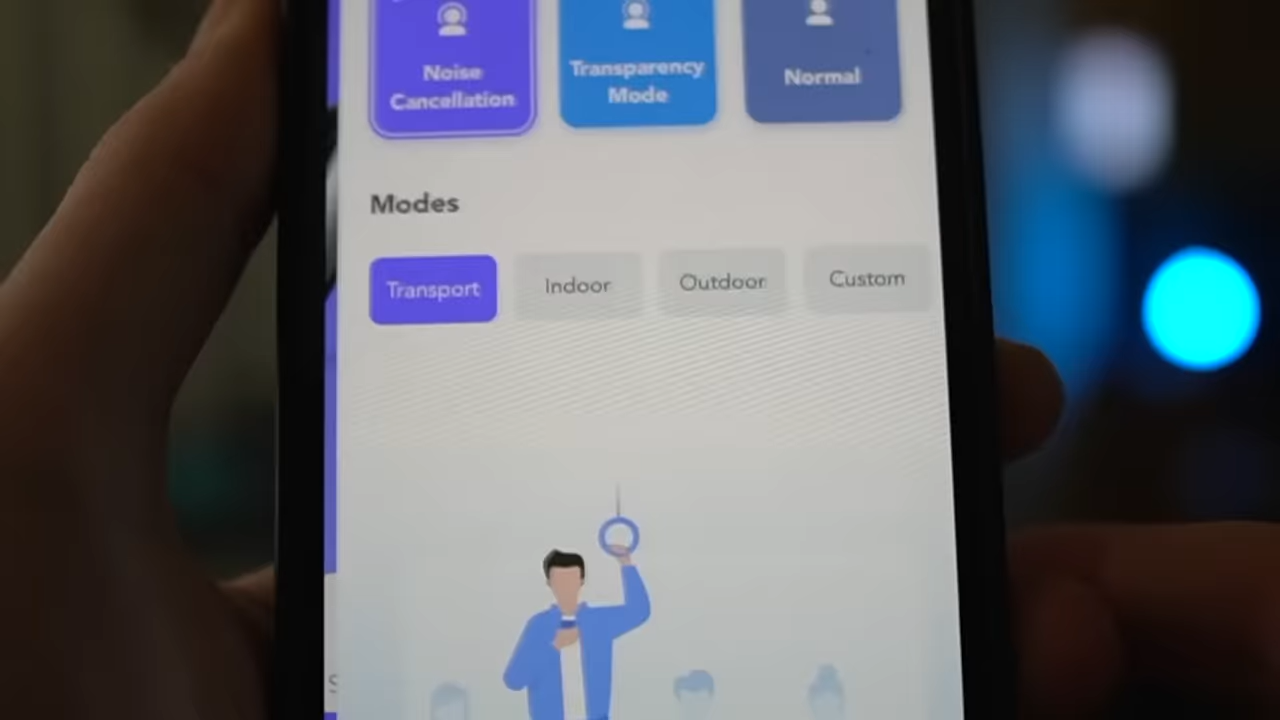 Noise
Cancellation
Transparency
Mode
Normal
Modes
Transport
Indoor
Outdoor
Custom
S